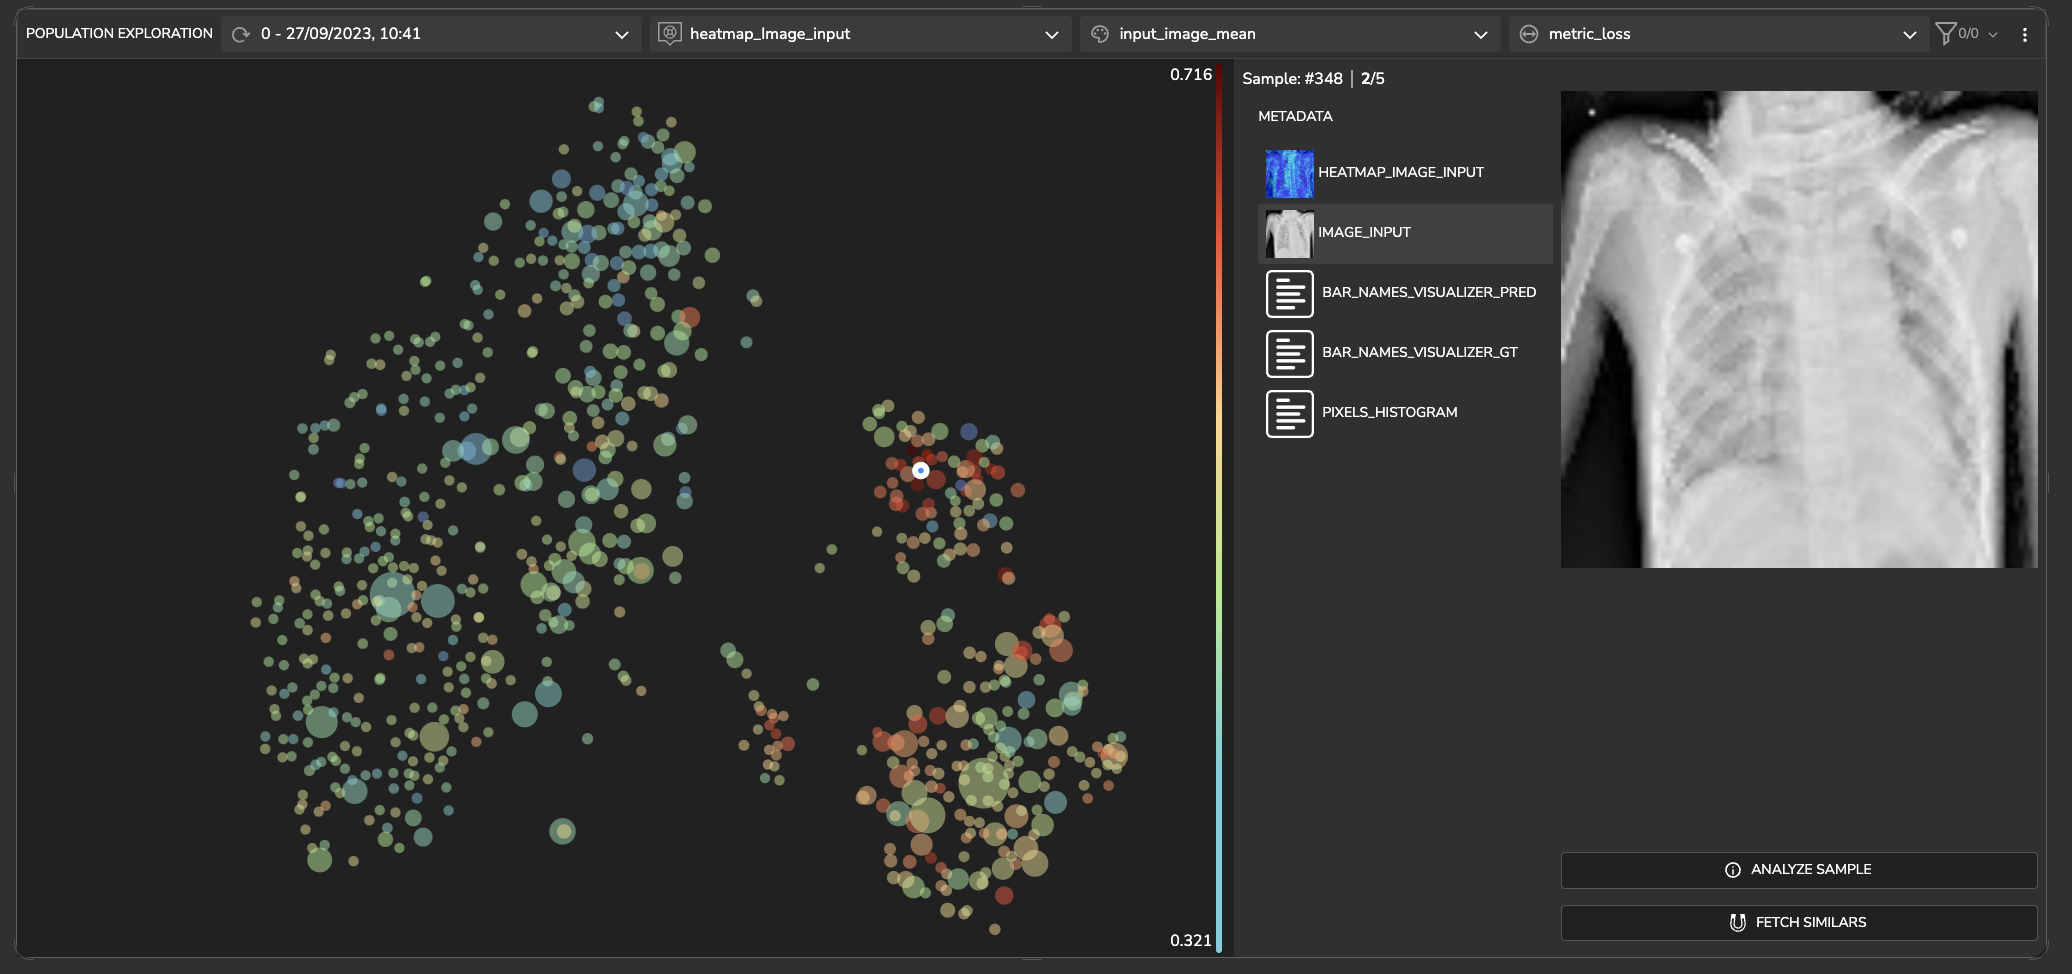 POPULATION EXPLORATION
0 - 27/09/2023, 10:41
heatmap_Image_input
input_image_mean
metric_loss
0/0
0.716
0.321
Sample: #348 | 2/5
METADATA
HEATMAP_IMAGE_INPUT
IMAGE_INPUT
BAR_NAMES_VISUALIZER_PRED
BAR_NAMES_VISUALIZER_GT
PIXELS_HISTOGRAM
ANALYZE SAMPLE
FETCH SIMILARS